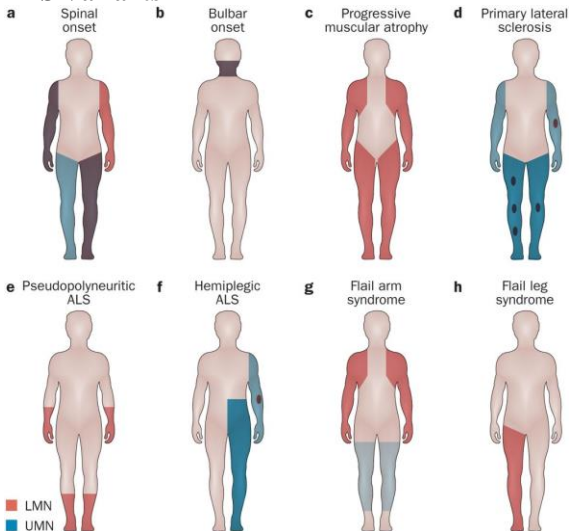 a Spinal onset
b Bulbar onset
c Progressive muscular atrophy
d Primary lateral sclerosis
e Pseudopolyneuritic ALS
f Hemiplegic ALS
g Flail arm syndrome
h Flail leg syndrome
LMN
UMN